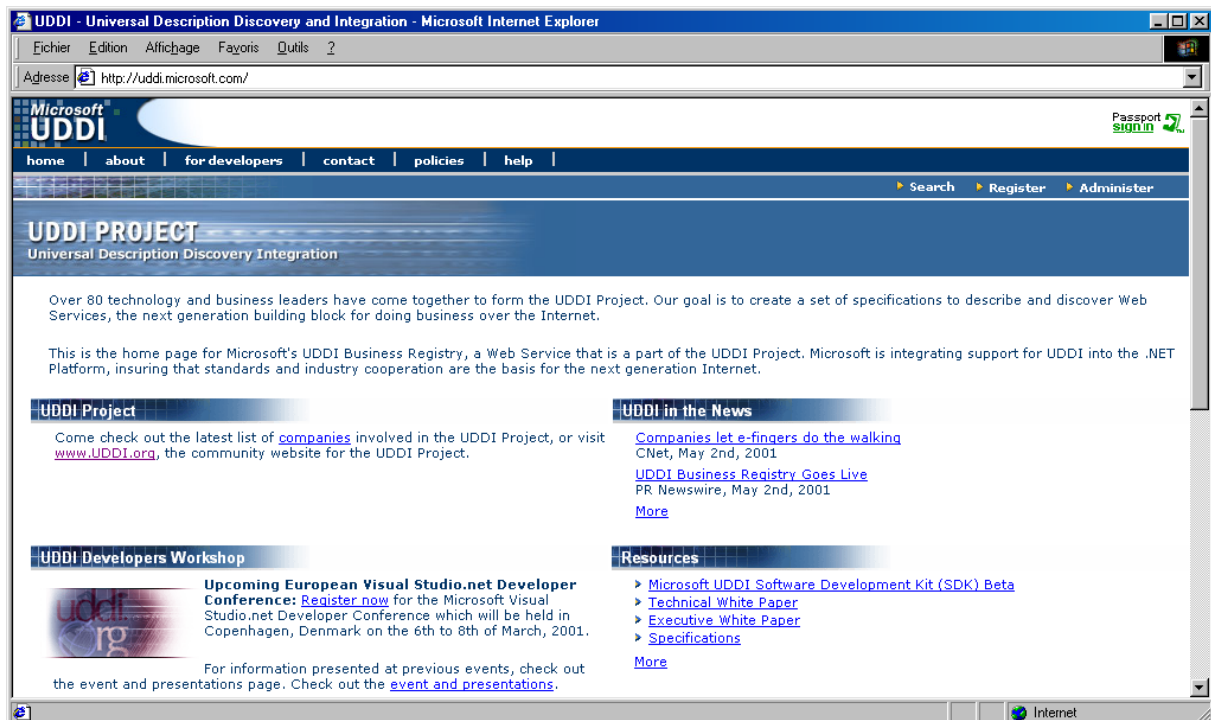 UDDI - Universal Description Discovery and Integration - Microsoft Internet Explorer
Fichier Edition Affichage Favoris Outils ?
Adresse http://uddi.microsoft.com/
Microsoft
UDDI
Passport
sign in
home | about | for developers | contact | policies | help |
Search Register Administer
UDDI PROJECT
Universal Description Discovery Integration
Over 80 technology and business leaders have come together to form the UDDI Project. Our goal is to create a set of specifications to describe and discover Web
Services, the next generation building block for doing business over the Internet.
This is the home page for Microsoft's UDDI Business Registry, a Web Service that is a part of the UDDI Project. Microsoft is integrating support for UDDI into the .NET
Platform, insuring that standards and industry cooperation are the basis for the next generation Internet.
UDDI Project
Come check out the latest list of companies involved in the UDDI Project, or visit
www.UDDI.org, the community website for the UDDI Project.
UDDI in the News
Companies let e-fingers do the walking
CNet, May 2nd, 2001
UDDI Business Registry Goes Live
PR Newswire, May 2nd, 2001
More
UDDI Developers Workshop
uddi.
org
Upcoming European Visual Studio.net Developer
Conference: Register now for the Microsoft Visual
Studio.net Developer Conference which will be held in
Copenhagen, Denmark on the 6th to 8th of March, 2001.
For information presented at previous events, check out
the event and presentations page. Check out the event and presentations.
Resources
Microsoft UDDI Software Development Kit (SDK) Beta
Technical White Paper
Executive White Paper
Specifications
More
Internet